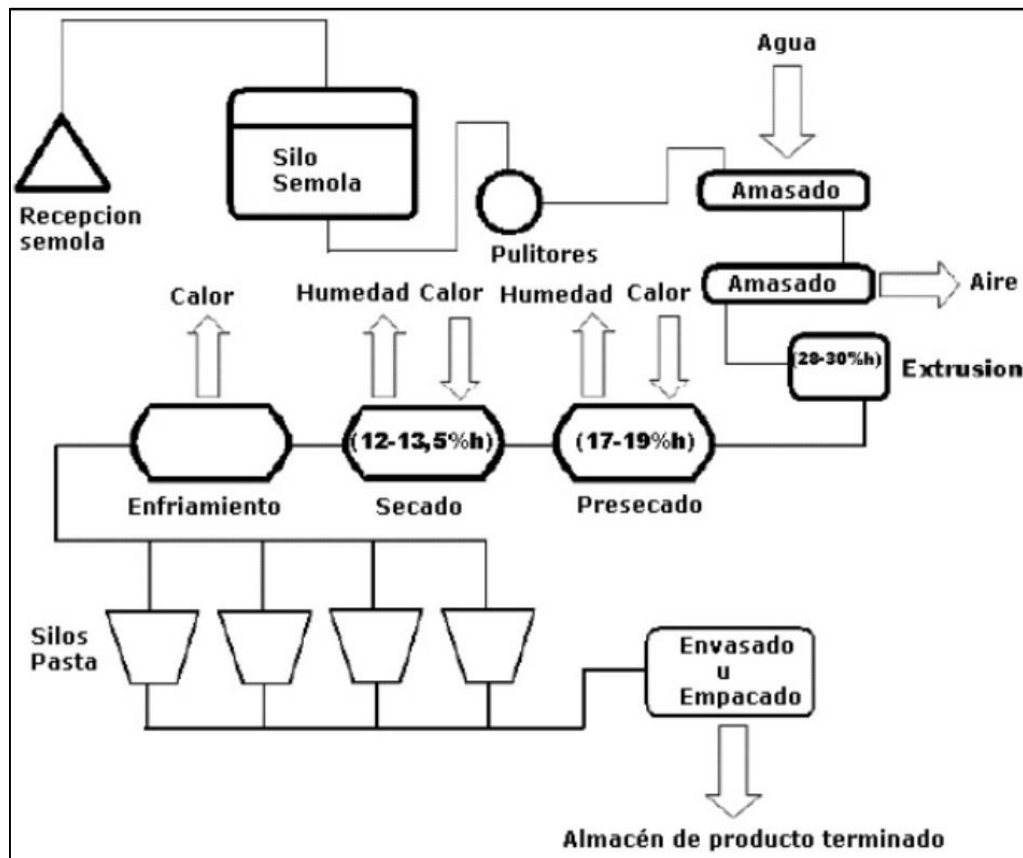 Agua
Silo
Semola
Amasado
Recepcion
semola
Pulitores
Amasado
Aire
Calor
Humedad
Calor
Humedad
Calor
(28-30%h)
Extrusion
(12-13,5%h)
(17-19%h)
Enfriamiento
Secado
Presecado
Silos
Pasta
Envasado
u
Empacado
Almacén de producto terminado